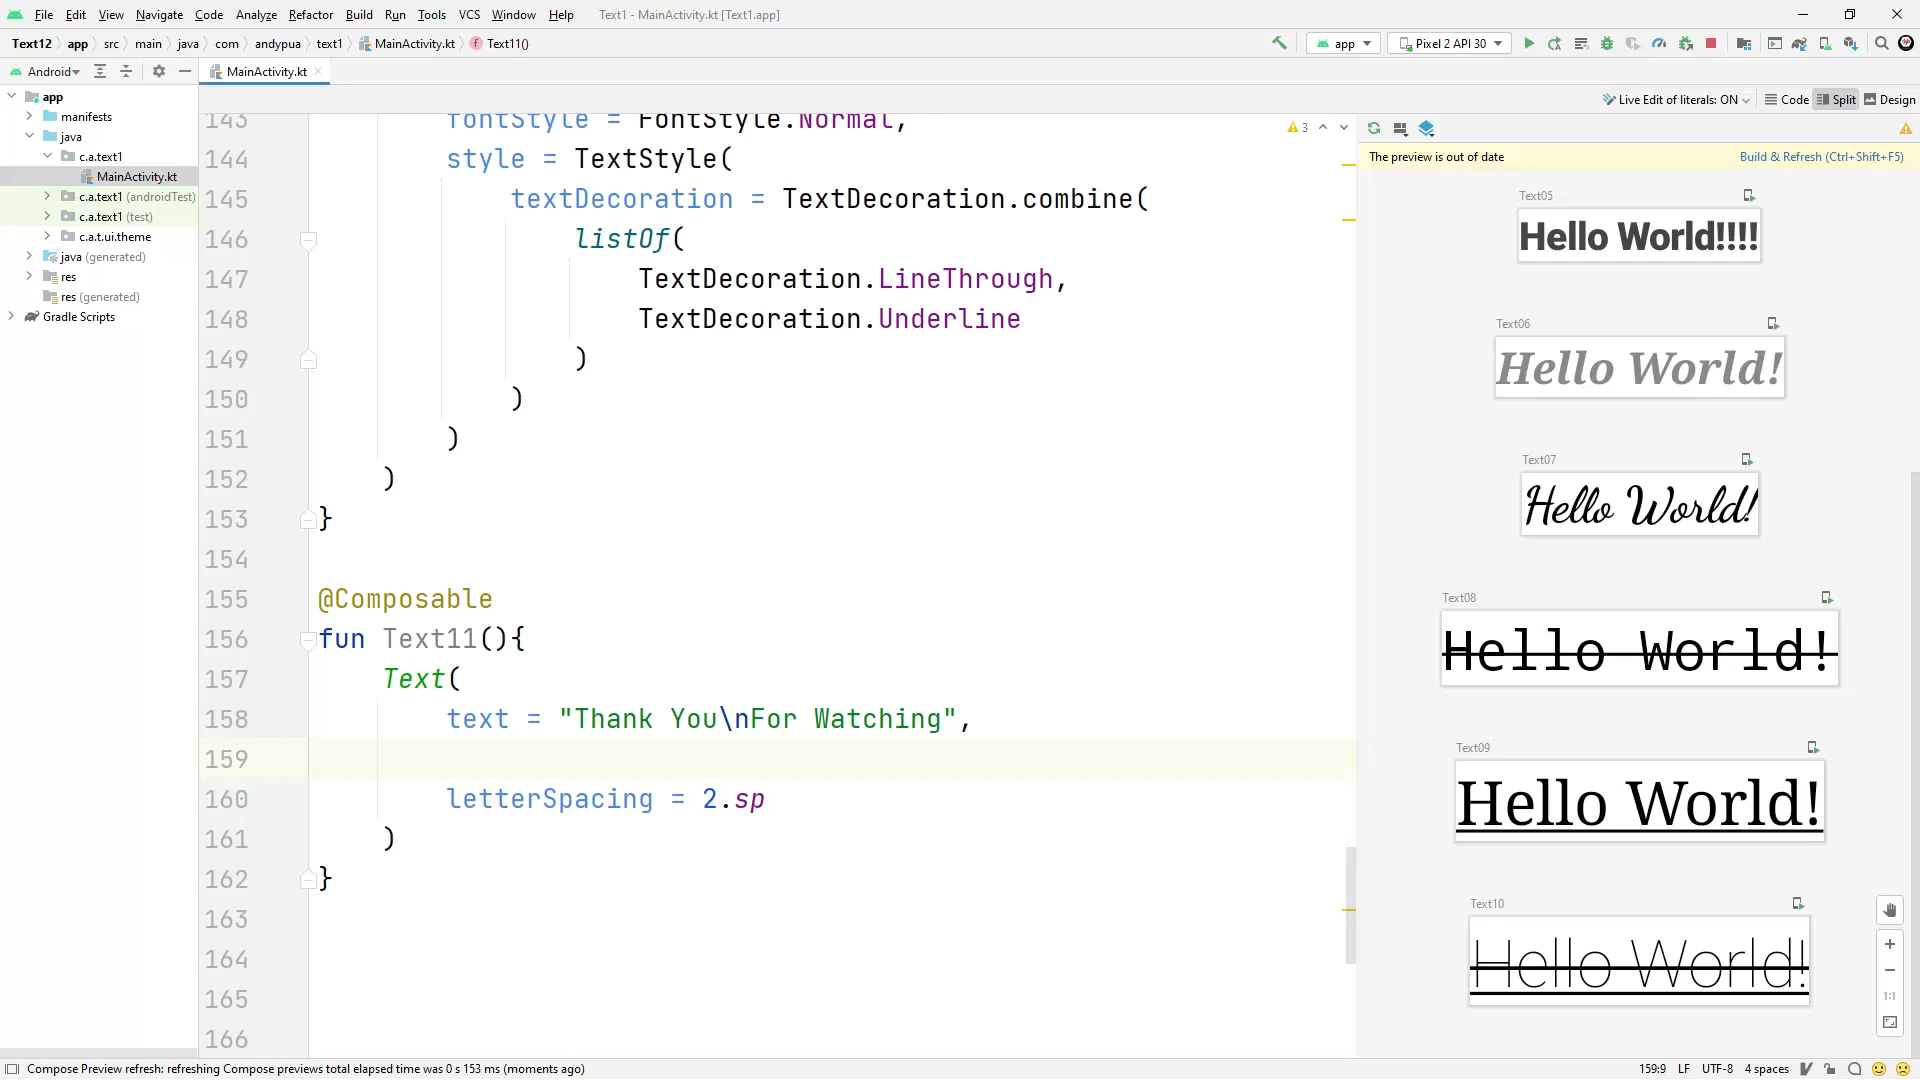 File Edit View Navigate Code Analyze Refactor Build Run Tools VCS Window Help Text1 - MainActivity.kt [Text1.app]
Text12 app src main java com andypua text1 MainActivity.kt Text11() app Pixel 2 API 30
Android MainActivity.kt
app
manifests
java
c.a.text1
MainActivity.kt
c.a.text1 (androidTest)
c.a.text1 (test)
c.a.t.ui.theme
java (generated)
res
res (generated)
Gradle Scripts
Live Edit of literals: ON Code Split Design
3
143 fontStyle = FontStyle.Normal,
144 style = TextStyle(
145 textDecoration = TextDecoration.combine(
146 listOf(
147 TextDecoration.LineThrough,
148 TextDecoration.Underline
149 )
150 )
151 )
152 )
153 }
154
155 @Composable
156 fun Text11(){
157 Text(
158 text = "Thank You\nFor Watching",
159
160 letterSpacing = 2.sp
161 )
162 }
163
164
165
166
The preview is out of date Build & Refresh (Ctrl+Shift+F5)
Text05
Hello World!!!!
Text06
Hello World!
Text07
Hello World!
Text08
Hello World!
Text09
Hello World!
Text10
Hello World!
1:1
Compose Preview refresh: refreshing Compose previews total elapsed time was 0 s 153 ms (moments ago) 159:9 LF UTF-8 4 spaces